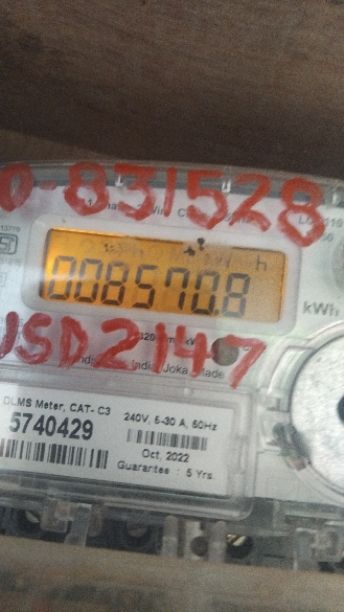 0-831528
008570.8
kWh
JSD2147
DLMS Meter, CAT- C3
5740429
240V, 5-30 A, 50Hz
Oct, 2022
Guarantee : 5 Yrs.